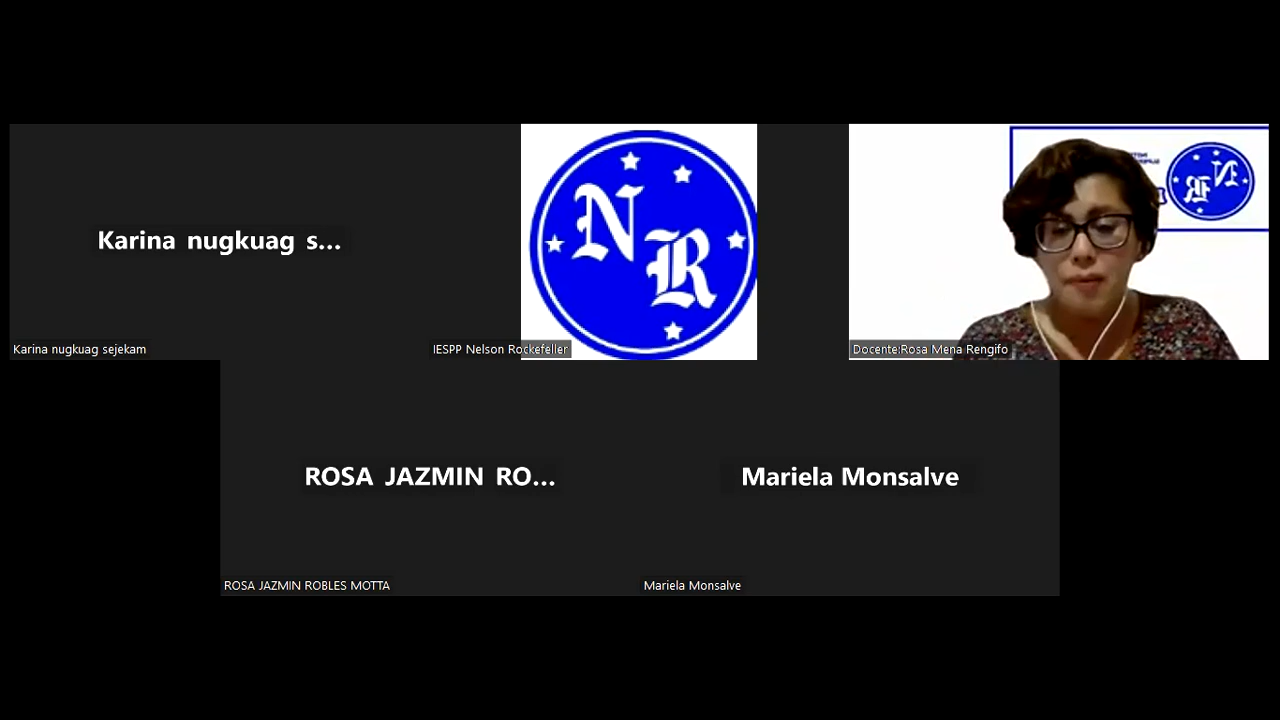 Karina nugkuag s...
Karina nugkuag sejekam
N
R
IESPP Nelson Rockefeller
Docente:Rosa Mena Rengifo
ROSA JAZMIN RO...
ROSA JAZMIN ROBLES MOTTA
Mariela Monsalve
Mariela Monsalve